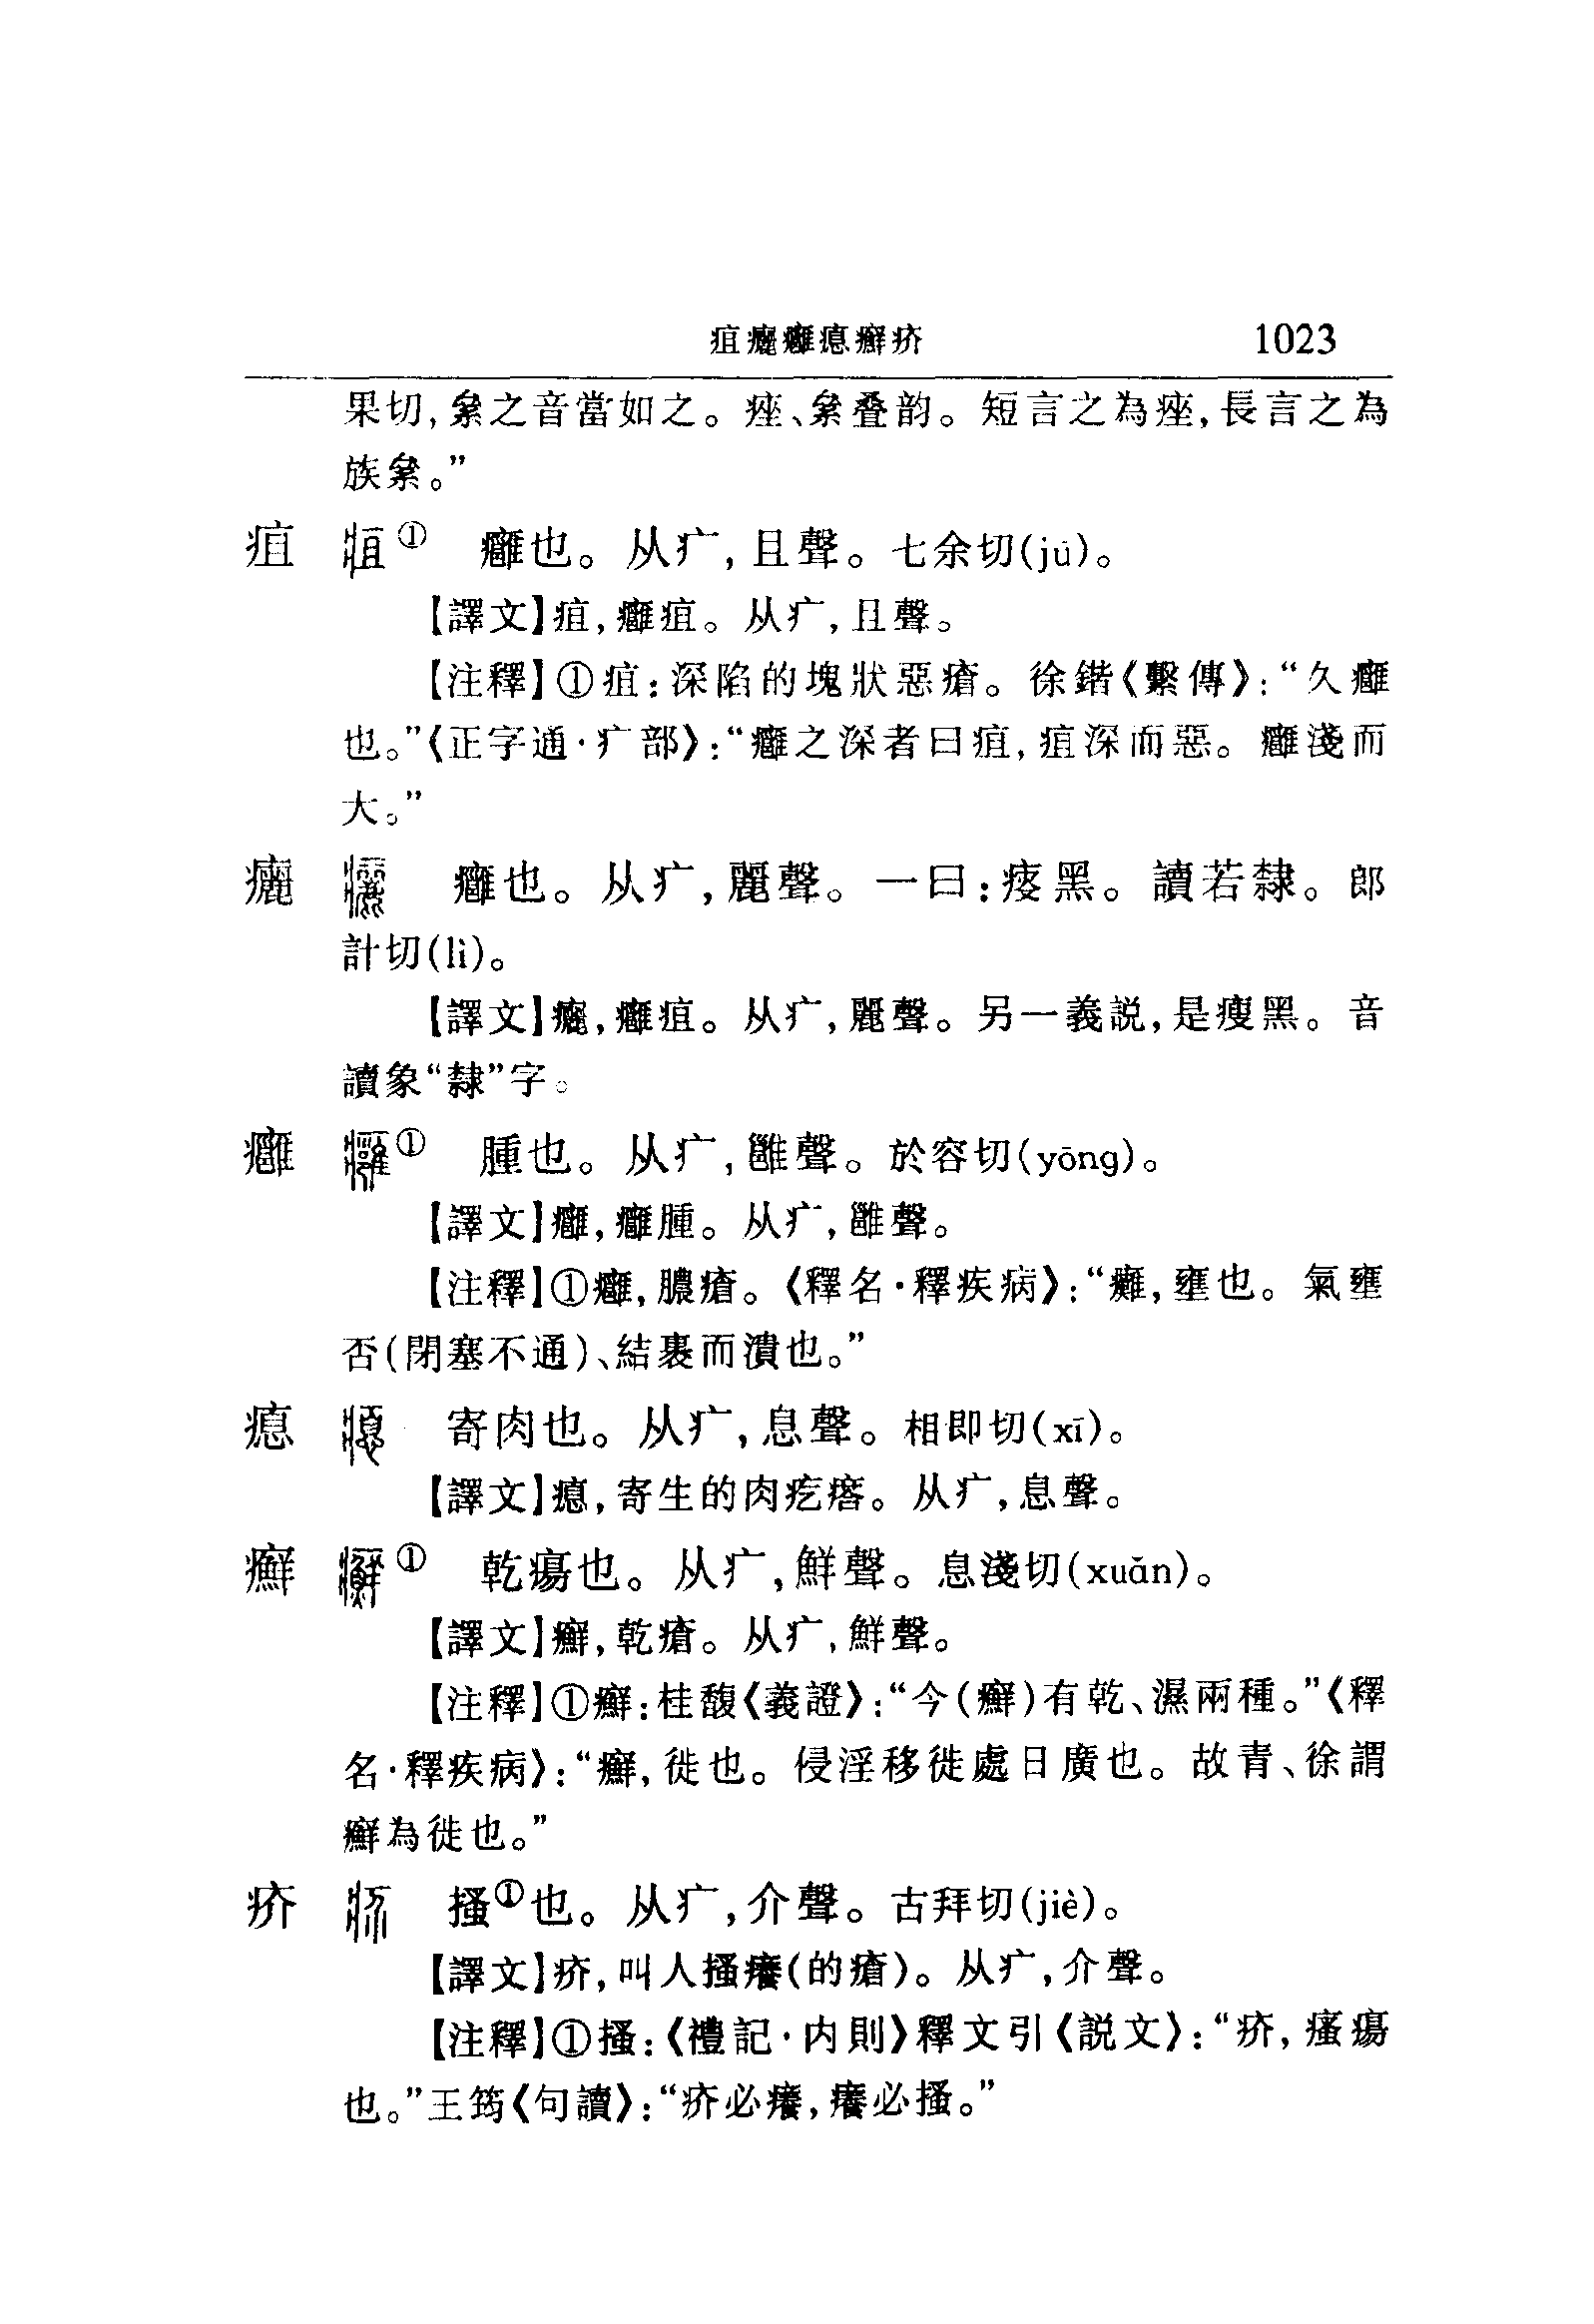 疽癧癰瘜癬疥 1023
果切,絫之音當如之。痤、絫叠韵。短言之為痤,長言之為
族絫。”
疽 ① 癰也。从疒,且聲。七余切(jū)。
【譯文】疽,癰疽。从疒,且聲。
【注釋】①疽:深陷的塊狀惡瘡。徐鍇《繫傳》:“久癰
也。”《正字通·疒部》:“癰之深者曰疽,疽深而惡。癰淺而
大。”
𤻤 癰也。从疒,麗聲。一曰:瘦黑。讀若隸。郎
計切(lì)。
【譯文】𤻤,癰疽。从疒,麗聲。另一義説,是瘦黑。音
讀象“隸”字。
癰 ① 腫也。从疒,雝聲。於容切(yōng)。
【譯文】癰,癰腫。从疒,雝聲。
【注釋】①癰,膿瘡。《釋名·釋疾病》:“癰,壅也。氣壅
否(閉塞不通)、結裹而潰也。”
瘜 寄肉也。从疒,息聲。相即切(xī)。
【譯文】瘜,寄生的肉疙瘩。从疒,息聲。
癬 ① 乾瘍也。从疒,鮮聲。息淺切(xuǎn)。
【譯文】癬,乾瘡。从疒,鮮聲。
【注釋】①癬:桂馥《義證》:“今(癬)有乾、濕兩種。”《釋
名·釋疾病》:“癬,徙也。侵淫移徙處日廣也。故青、徐謂
癬為徙也。”
疥 搔①也。从疒,介聲。古拜切(jiè)。
【譯文】疥,叫人搔癢(的瘡)。从疒,介聲。
【注釋】①搔:《禮記·内則》釋文引《説文》:“疥,瘙瘍
也。”王筠《句讀》:“疥必癢,癢必搔。”